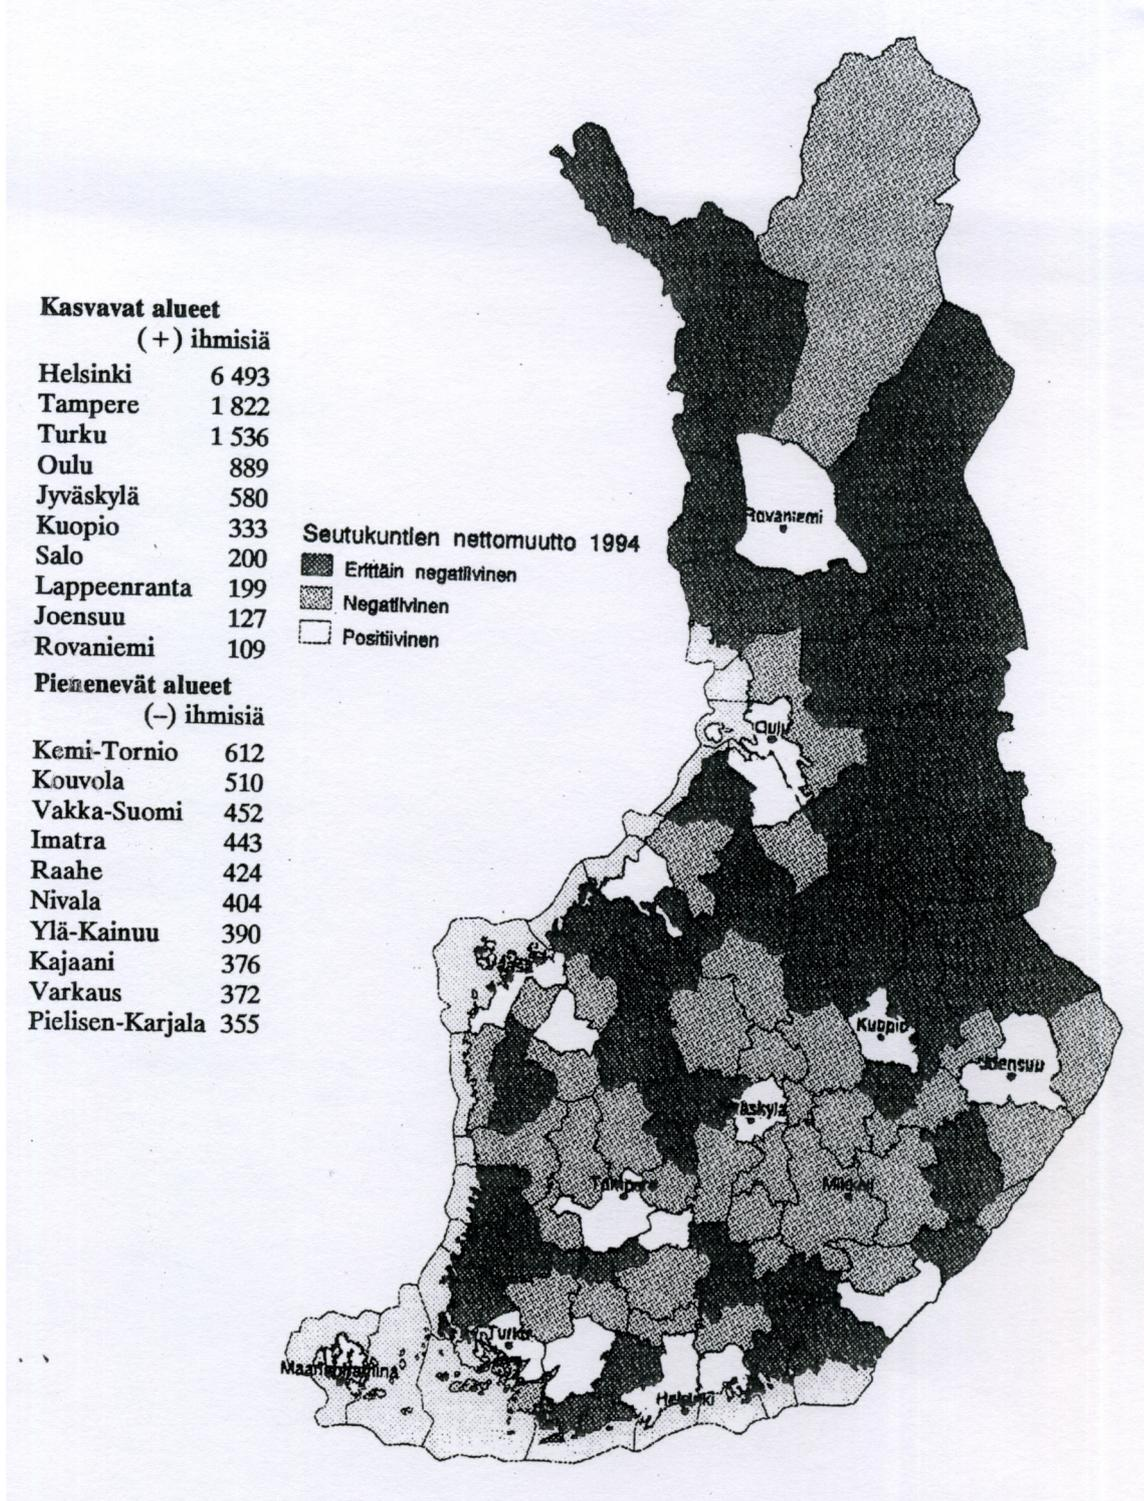 Kasvavat alueet
(+) ihmisiä
Helsinki 6 493
Tampere 1 822
Turku 1 536
Oulu 889
Jyväskylä 580
Kuopio 333
Salo 200
Lappeenranta 199
Joensuu 127
Rovaniemi 109
Pienenevät alueet
(–) ihmisiä
Kemi-Tornio 612
Kouvola 510
Vakka-Suomi 452
Imatra 443
Raahe 424
Nivala 404
Ylä-Kainuu 390
Kajaani 376
Varkaus 372
Pielisen-Karjala 355
Seutukuntien nettomuutto 1994
Erittäin negatiivinen
Negatiivinen
Positiivinen
Rovaniemi
Oulu
Vaasa
Kuopio
Joensuu
äskylä
Tampere
Mikkeli
Turku
Maarianhamina
Helsinki